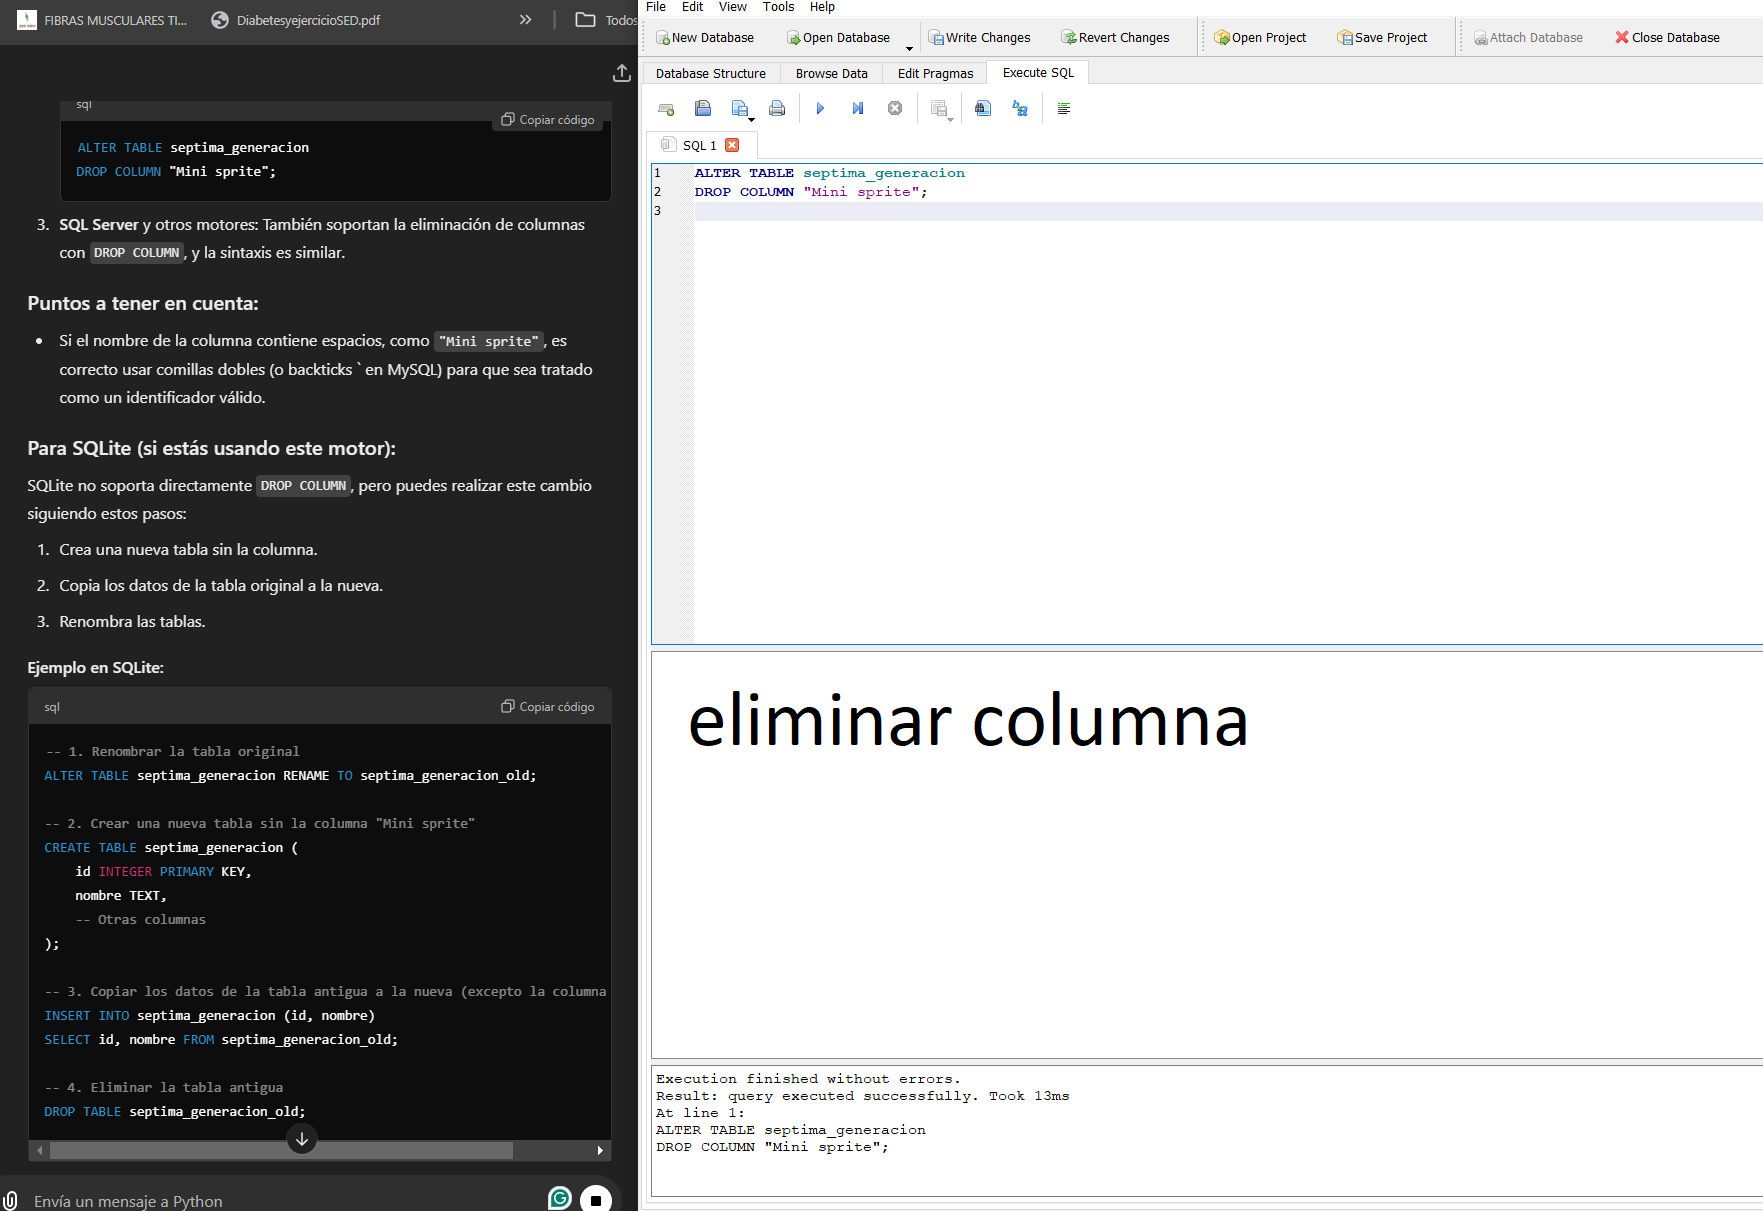 FIBRAS MUSCULARES TI...
DiabetesyejercicioSED.pdf
»
Todos
sql
Copiar código
ALTER TABLE septima_generacion
DROP COLUMN "Mini sprite";
3. SQL Server y otros motores: También soportan la eliminación de columnas
con DROP COLUMN, y la sintaxis es similar.
Puntos a tener en cuenta:
• Si el nombre de la columna contiene espacios, como "Mini sprite", es
correcto usar comillas dobles (o backticks ` en MySQL) para que sea tratado
como un identificador válido.
Para SQLite (si estás usando este motor):
SQLite no soporta directamente DROP COLUMN, pero puedes realizar este cambio
siguiendo estos pasos:
1. Crea una nueva tabla sin la columna.
2. Copia los datos de la tabla original a la nueva.
3. Renombra las tablas.
Ejemplo en SQLite:
sql
Copiar código
-- 1. Renombrar la tabla original
ALTER TABLE septima_generacion RENAME TO septima_generacion_old;
-- 2. Crear una nueva tabla sin la columna "Mini sprite"
CREATE TABLE septima_generacion (
id INTEGER PRIMARY KEY,
nombre TEXT,
-- Otras columnas
);
-- 3. Copiar los datos de la tabla antigua a la nueva (excepto la columna
INSERT INTO septima_generacion (id, nombre)
SELECT id, nombre FROM septima_generacion_old;
-- 4. Eliminar la tabla antigua
DROP TABLE septima_generacion_old;
Envía un mensaje a Python
File Edit View Tools Help
New Database Open Database Write Changes Revert Changes Open Project Save Project Attach Database Close Database
Database Structure Browse Data Edit Pragmas Execute SQL
SQL 1
1 ALTER TABLE septima_generacion
2 DROP COLUMN "Mini sprite";
3
eliminar columna
Execution finished without errors.
Result: query executed successfully. Took 13ms
At line 1:
ALTER TABLE septima_generacion
DROP COLUMN "Mini sprite";